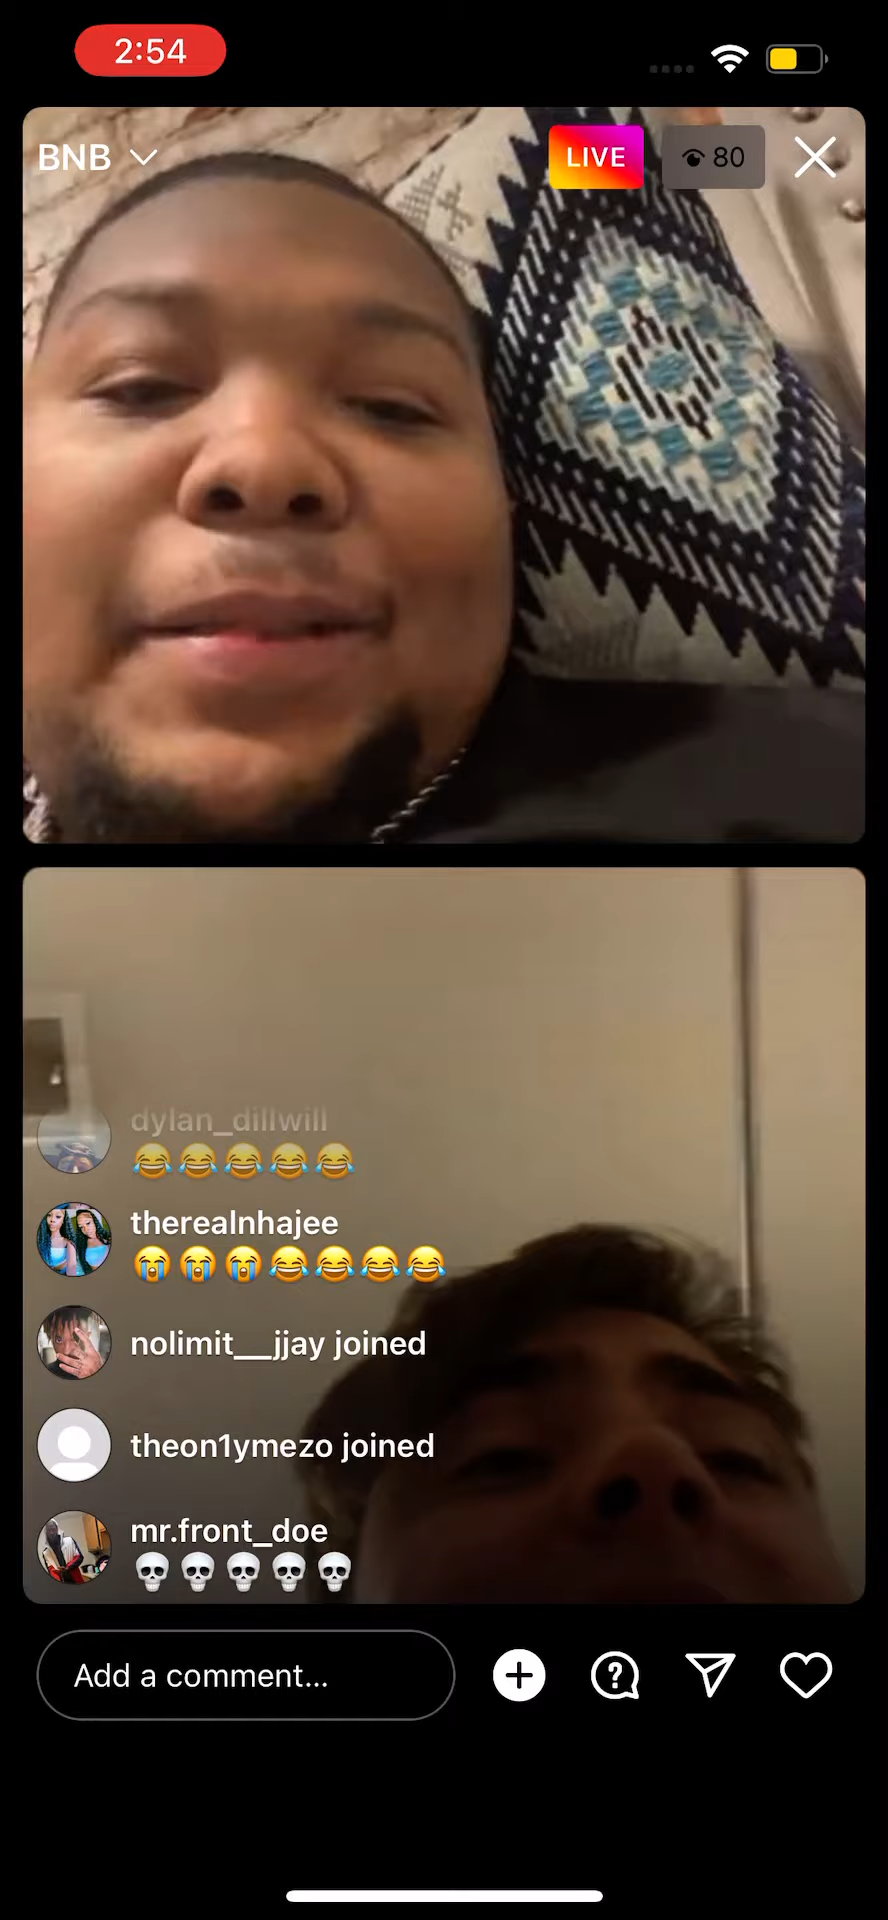 2:54
BNB
LIVE
80
dylan_dillwill
😂😂😂😂😂
therealnhajee
😭😭😭😂😂😂😂
nolimit__jjay joined
theon1ymezo joined
mr.front_doe
💀💀💀💀💀
Add a comment...